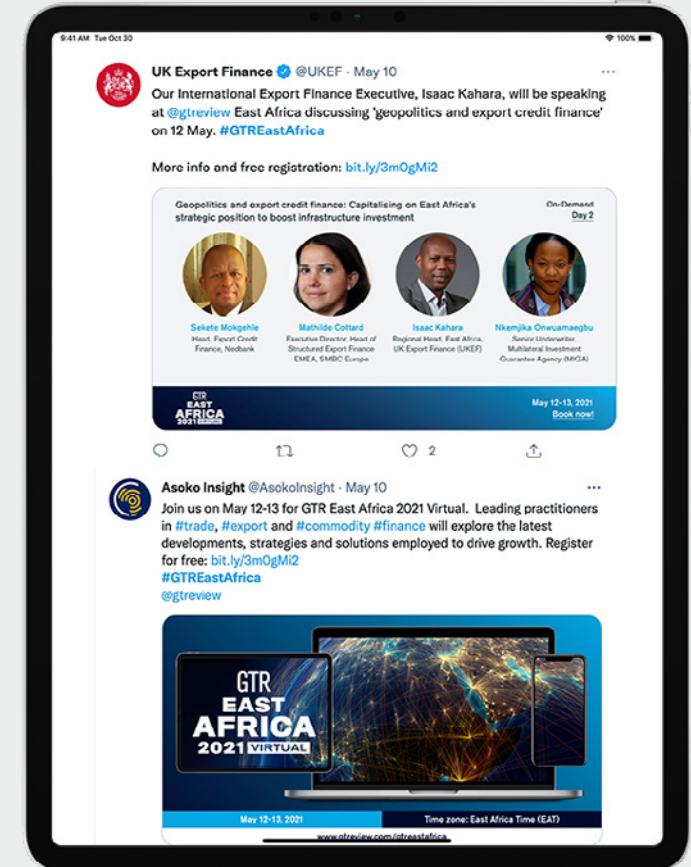 9:41 AM Tue Oct 30
100%
UK Export Finance @UKEF · May 10
Our International Export Finance Executive, Isaac Kahara, will be speaking
at @gtreview East Africa discussing 'geopolitics and export credit finance'
on 12 May. #GTREastAfrica
More info and free registration: bit.ly/3m0gMi2
Geopolitics and export credit finance: Capitalising on East Africa's
strategic position to boost infrastructure investment
On-Demand
Day 2
Sekete Mokgehle
Head, Export Credit
Finance, Nedbank
Mathilde Cottard
Executive Director, Head of
Structured Export Finance
EMEA, SMBC Europe
Isaac Kahara
Regional Head, East Africa,
UK Export Finance (UKEF)
Nkemjika Onwuamaegbu
Senior Underwriter,
Multilateral Investment
Guarantee Agency (MIGA)
GTR
EAST
AFRICA
2021 VIRTUAL
May 12-13, 2021
Book now!
2
Asoko Insight @AsokoInsight · May 10
Join us on May 12-13 for GTR East Africa 2021 Virtual. Leading practitioners
in #trade, #export and #commodity #finance will explore the latest
developments, strategies and solutions employed to drive growth. Register
for free: bit.ly/3m0gMi2
#GTREastAfrica
@gtreview
GTR
EAST
AFRICA
2021 VIRTUAL
May 12-13, 2021
Time zone: East Africa Time (EAT)
www.gtreview.com/gtreastafrica